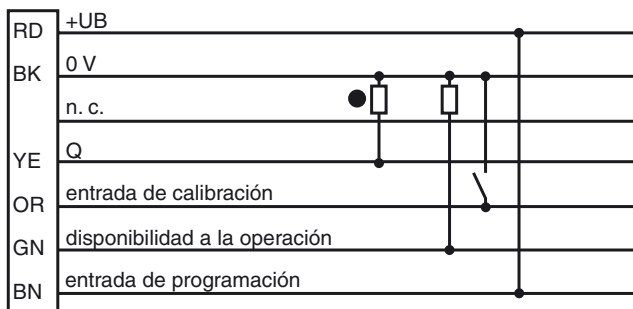 RD +UB
BK 0 V
n. c.
YE Q
OR entrada de calibración
GN disponibilidad a la operación
BN entrada de programación